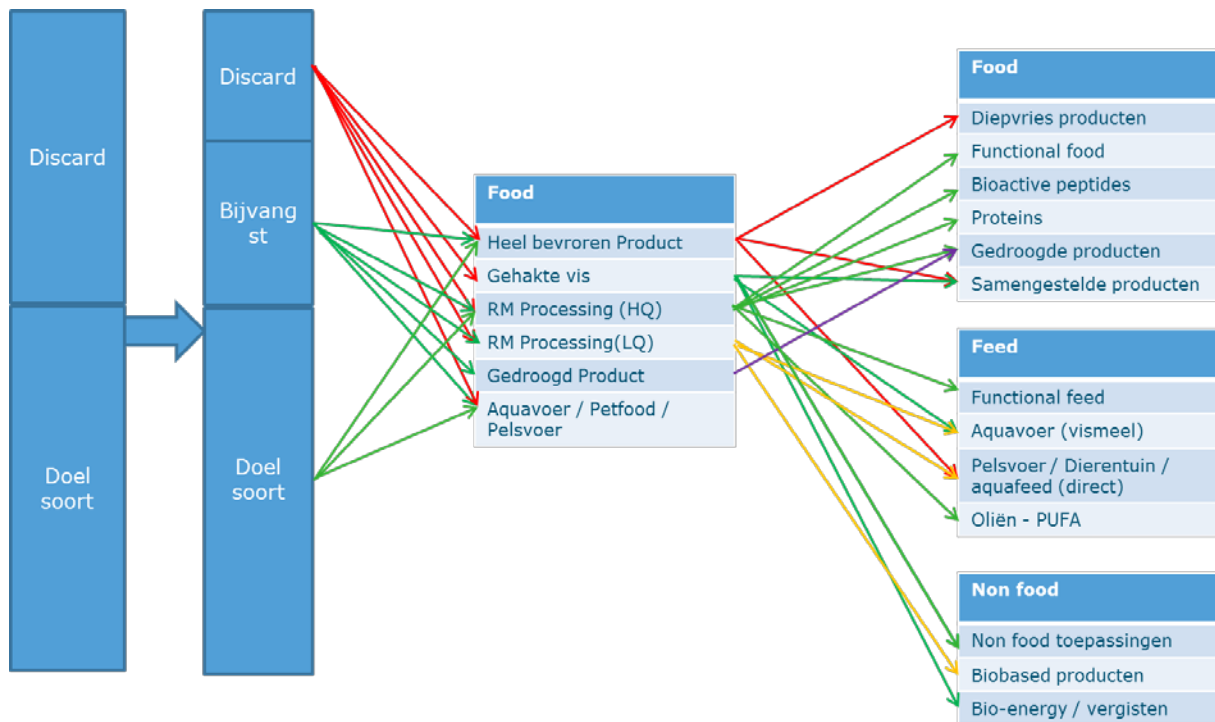 Discard
Doel
soort
Discard
Bijvang
st
Doel
soort
Food
Heel bevroren Product
Gehakte vis
RM Processing (HQ)
RM Processing(LQ)
Gedroogd Product
Aquavoer / Petfood /
Pelsvoer
Food
Diepvries producten
Functional food
Bioactive peptides
Proteins
Gedroogde producten
Samengestelde producten
Feed
Functional feed
Aquavoer (vismeel)
Pelsvoer / Dierentuin /
aquafeed (direct)
Oliën - PUFA
Non food
Non food toepassingen
Biobased producten
Bio-energy / vergisten